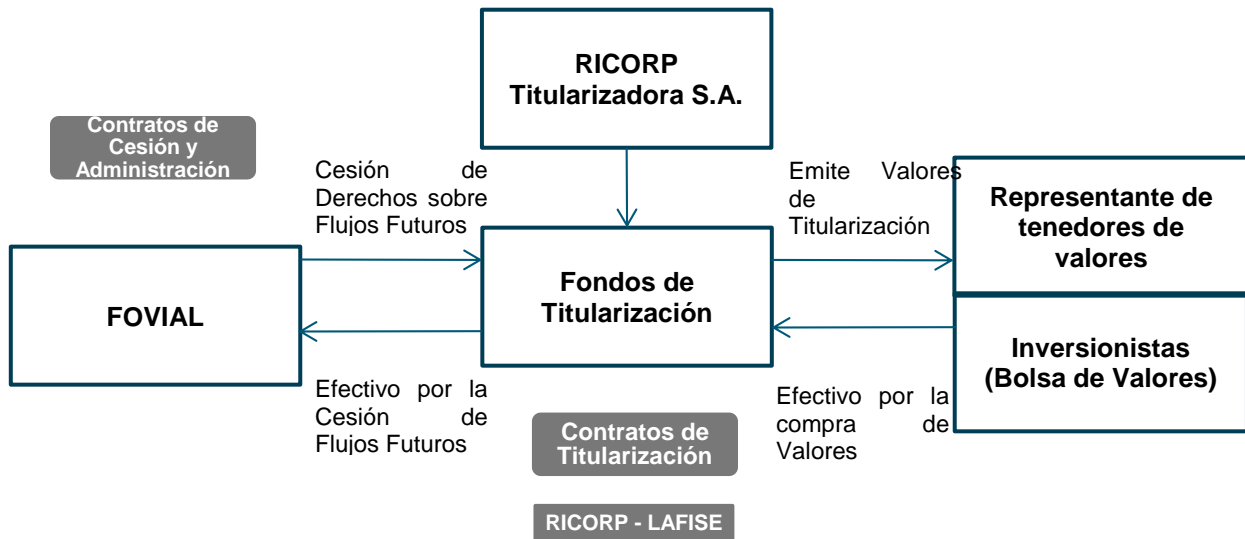 RICORP
Titularizadora S.A.
Contratos de
Cesión y
Administración
Cesión de
Derechos sobre
Flujos Futuros
Emite Valores
de
Titularización
Representante de
tenedores de
valores
FOVIAL
Fondos de
Titularización
Inversionistas
(Bolsa de Valores)
Efectivo por la
Cesión de
Flujos Futuros
Contratos de
Titularización
Efectivo por la
compra de
Valores
RICORP - LAFISE